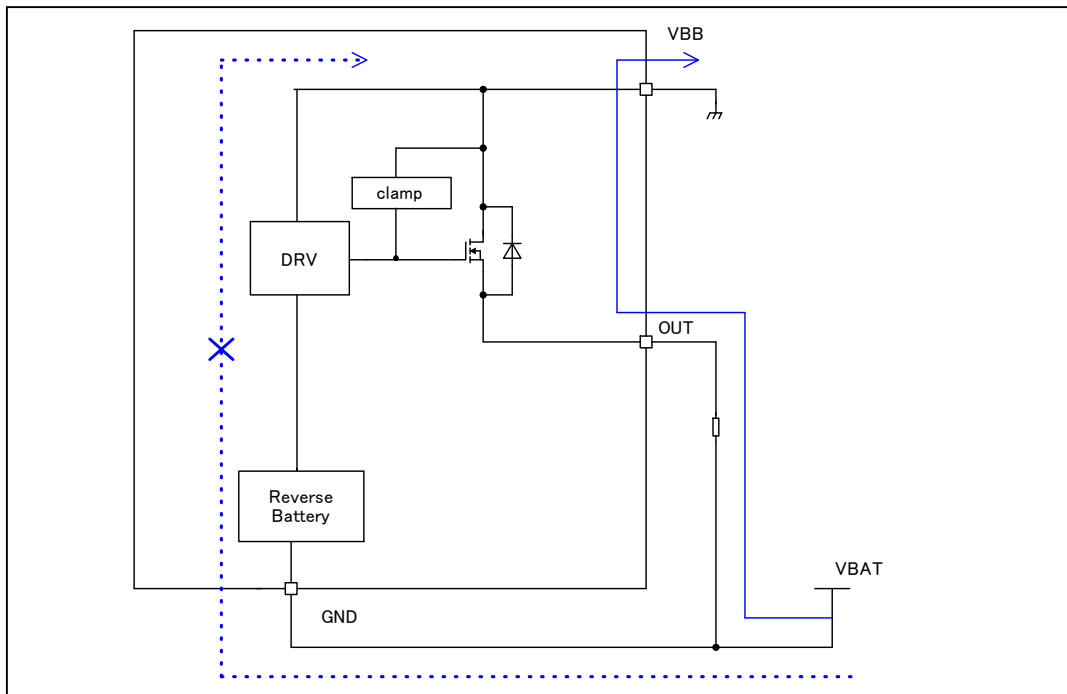 VBB
clamp
DRV
OUT
Reverse
Battery
VBAT
GND